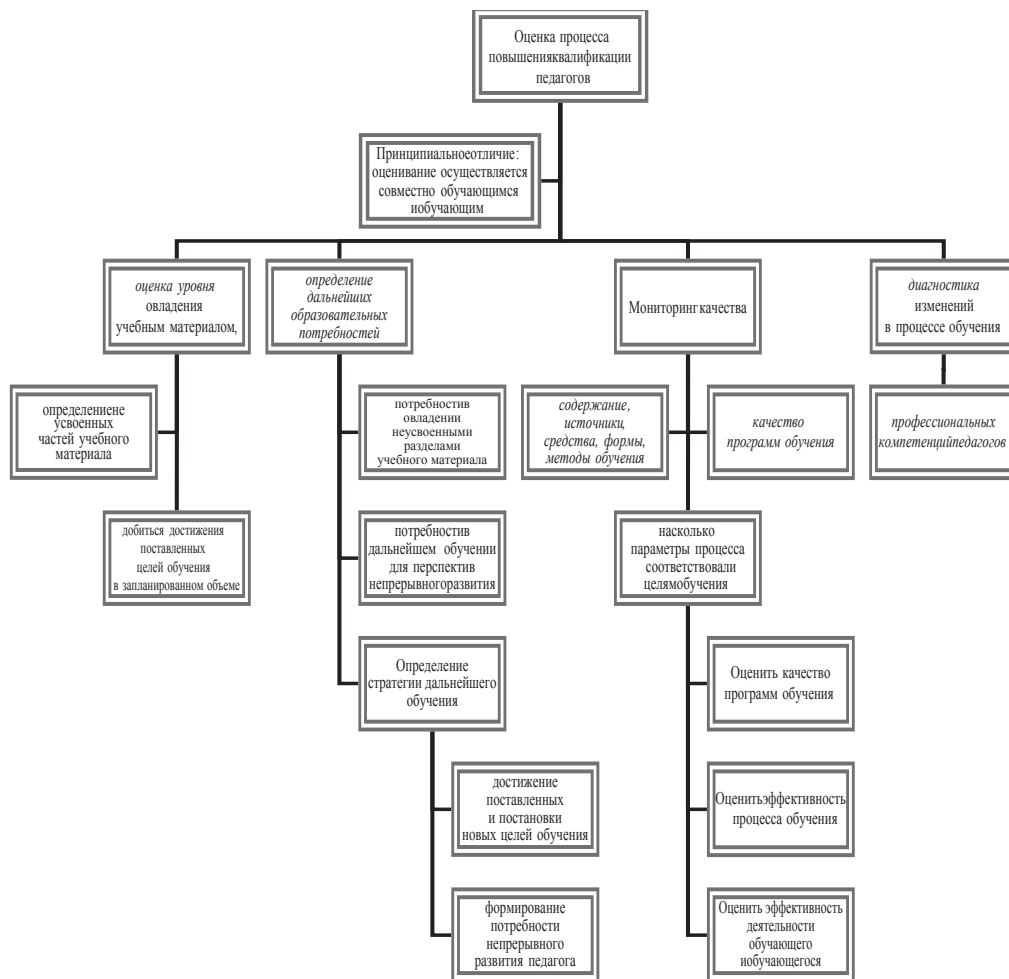 Оценка процесса
повышенияквалификации
педагогов
Принципиальноеотличие:
оценивание осуществляется
совместно обучающимся
иобучающим
оценка уровня
овладения
учебным материалом,
определение
дальнейших
образовательных
потребностей
Мониторингкачества
диагностика
изменений
в процессе обучения
определениене
усвоенных
частей учебного
материала
потребностив
овладении
неусвоенными
разделами
учебного материала
содержание,
источники,
средства, формы,
методы обучения
качество
программ обучения
профессиональных
компетенцийпедагогов
добиться достижения
поставленных
целей обучения
в запланированном объеме
потребностив
дальнейшем обучении
для перспектив
непрерывногоразвития
насколько
параметры процесса
соответствовали
целямобучения
Определение
стратегии дальнейшего
обучения
Оценить качество
программ обучения
достижение
поставленных
и постановки
новых целей обучения
Оценитьэффективность
процесса обучения
формирование
потребности
непрерывного
развития педагога
Оценить эффективность
деятельности
обучающего
иобучающегося